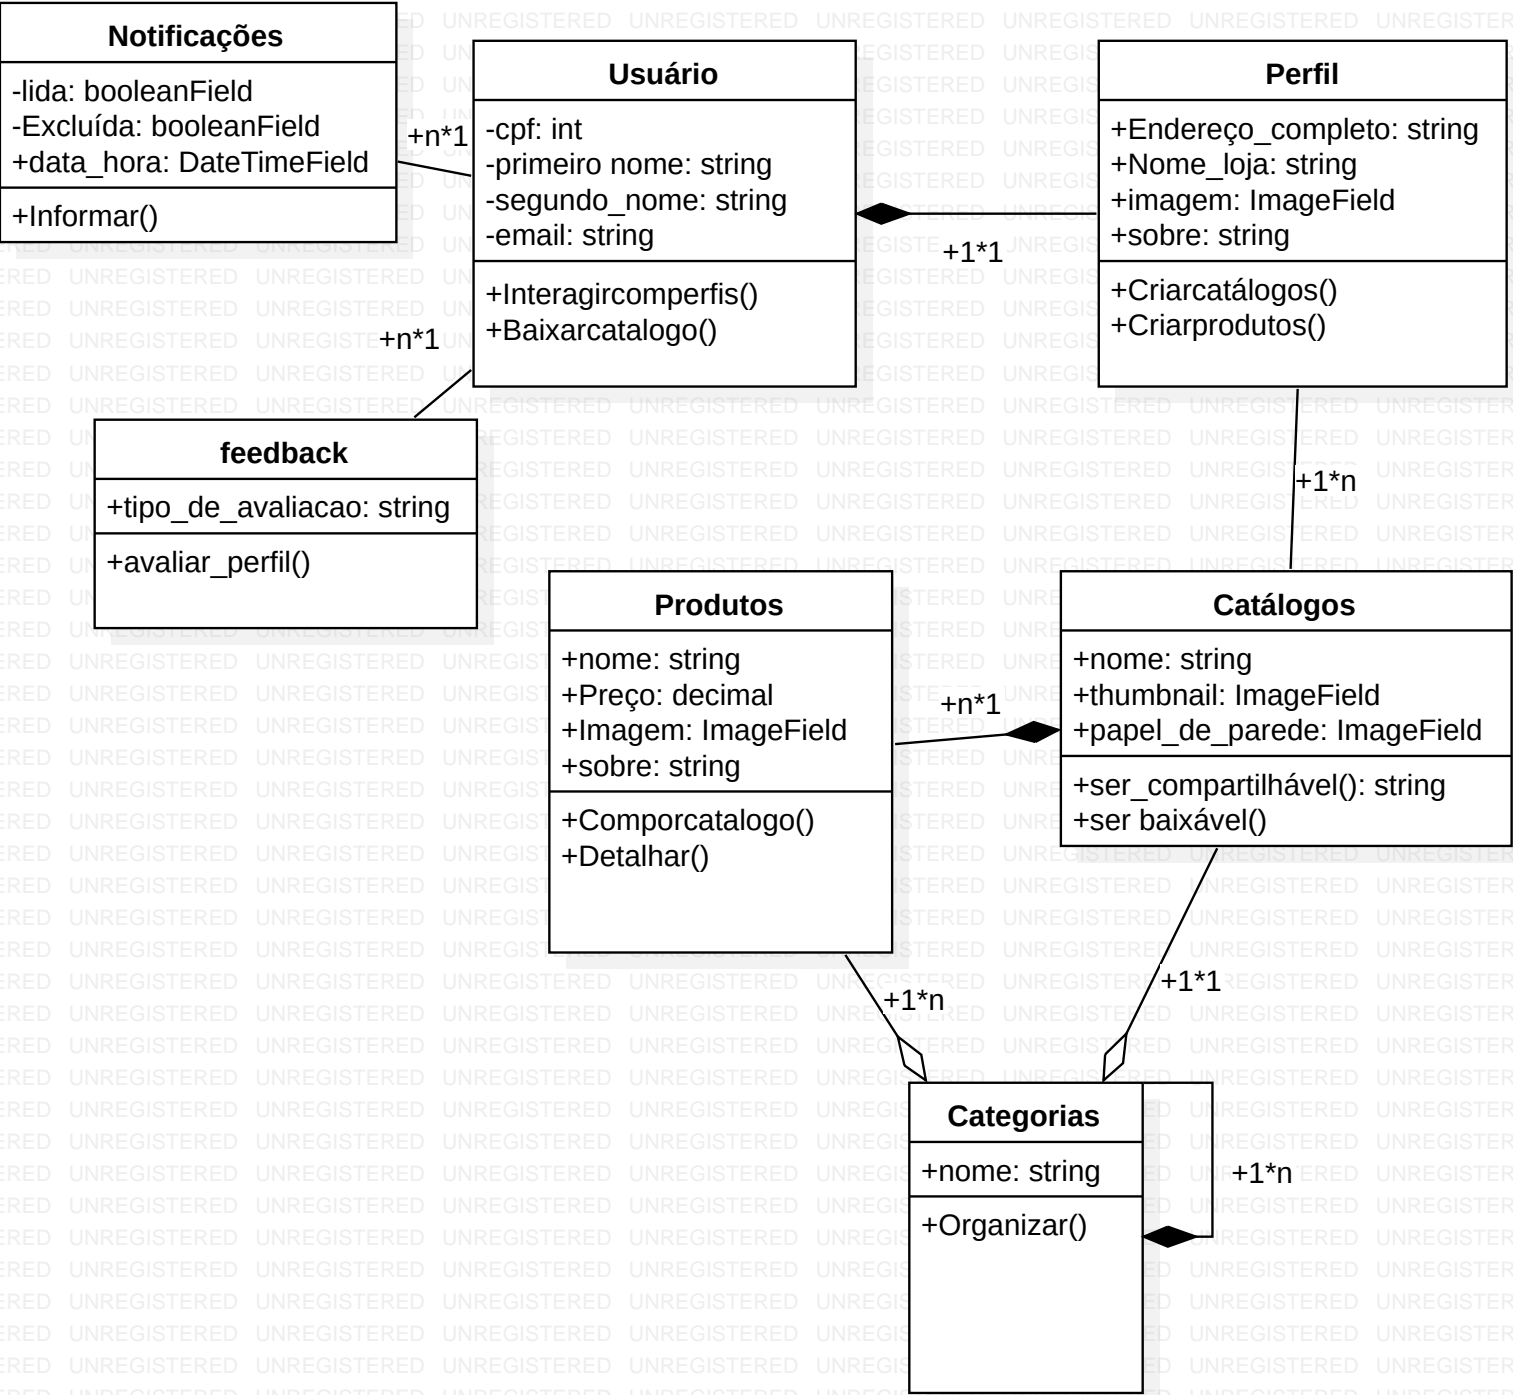 Notificações
-lida: booleanField
-Excluída: booleanField
+data_hora: DateTimeField
+Informar()
+n*1
Usuário
-cpf: int
-primeiro nome: string
-segundo_nome: string
-email: string
+Interagircomperfis()
+Baixarcatalogo()
+1*1
Perfil
+Endereço_completo: string
+Nome_loja: string
+imagem: ImageField
+sobre: string
+Criarcatálogos()
+Criarprodutos()
+n*1
feedback
+tipo_de_avaliacao: string
+avaliar_perfil()
+1*n
Produtos
+nome: string
+Preço: decimal
+Imagem: ImageField
+sobre: string
+Comporcatalogo()
+Detalhar()
+n*1
Catálogos
+nome: string
+thumbnail: ImageField
+papel_de_parede: ImageField
+ser_compartilhável(): string
+ser baixável()
+1*n
+1*1
Categorias
+nome: string
+Organizar()
+1*n
UNREGISTERED